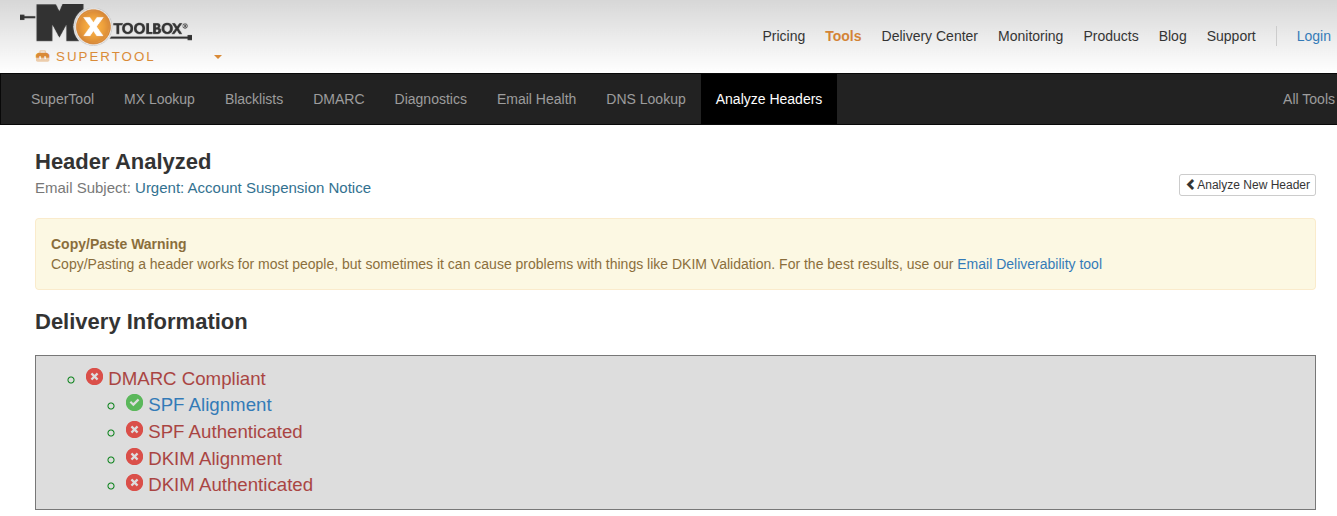 MX TOOLBOX®
SUPERTOOL
Pricing Tools Delivery Center Monitoring Products Blog Support Login
SuperTool MX Lookup Blacklists DMARC Diagnostics Email Health DNS Lookup Analyze Headers All Tools
Header Analyzed
Email Subject: Urgent: Account Suspension Notice
Analyze New Header
Copy/Paste Warning
Copy/Pasting a header works for most people, but sometimes it can cause problems with things like DKIM Validation. For the best results, use our Email Deliverability tool
Delivery Information
DMARC Compliant
SPF Alignment
SPF Authenticated
DKIM Alignment
DKIM Authenticated